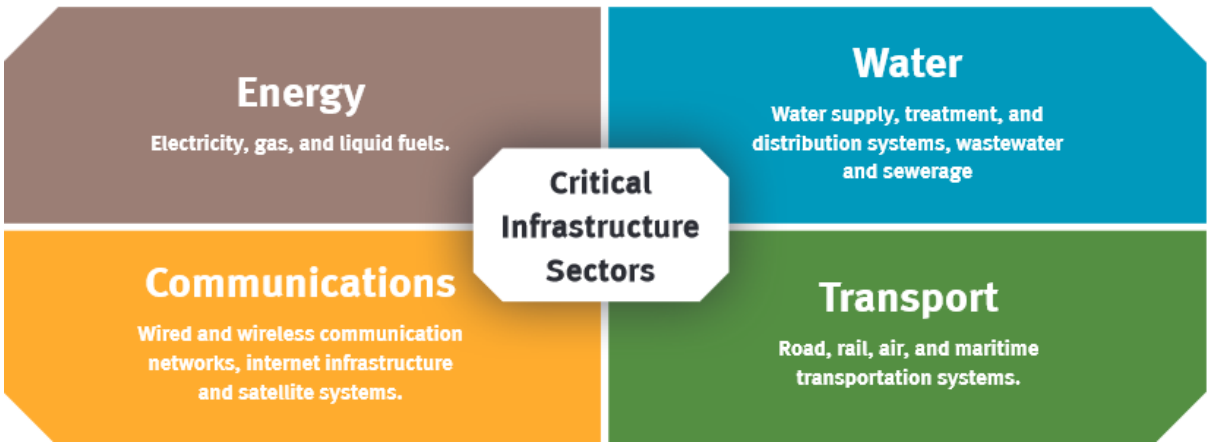 Energy
Electricity, gas, and liquid fuels.
Water
Water supply, treatment, and
distribution systems, wastewater
and sewerage
Critical
Infrastructure
Sectors
Communications
Wired and wireless communication
networks, internet infrastructure
and satellite systems.
Transport
Road, rail, air, and maritime
transportation systems.